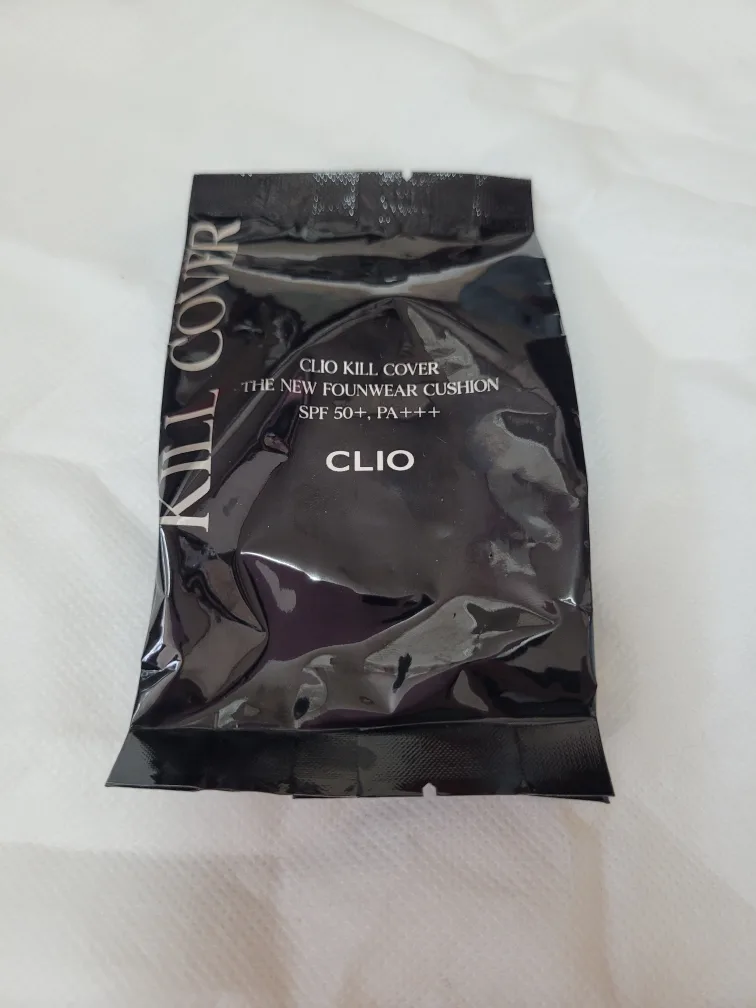 KILL COVER
CLIO KILL COVER
THE NEW FOUNWEAR CUSHION
SPF 50+, PA+++
CLIO